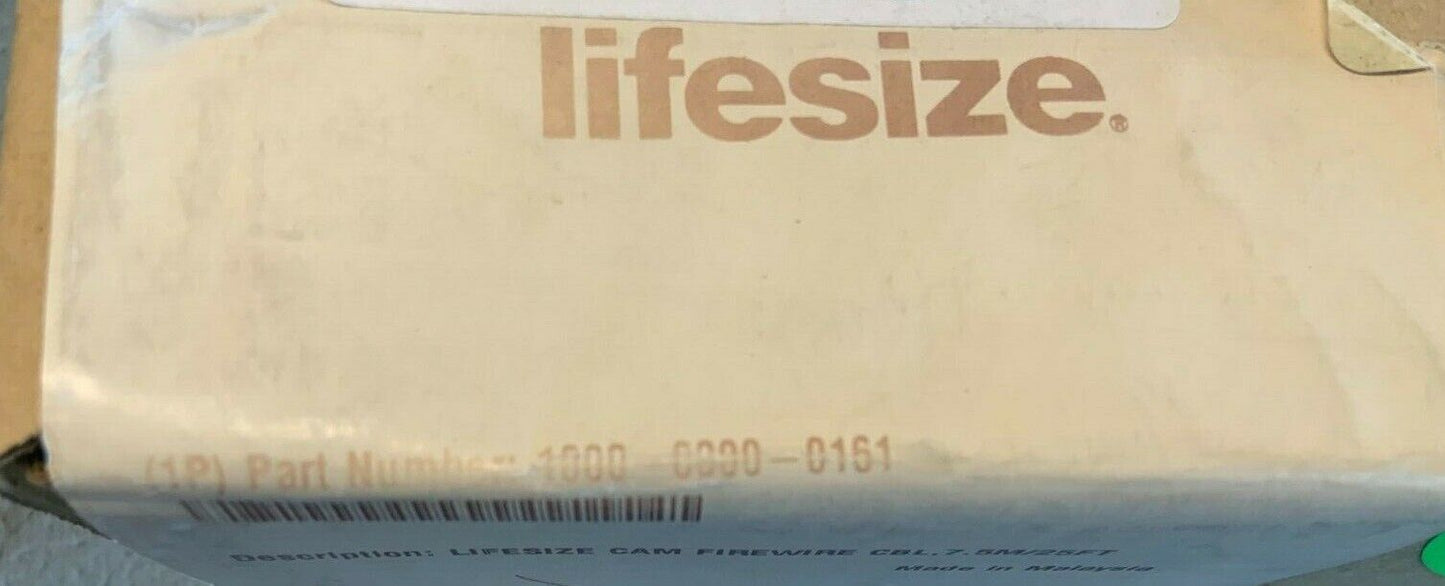 lifesize®
(1P) Part Number: 1000-0000-0161
Description: LIFESIZE CAM FIREWIRE CBL,7.5M/25FT
Made in Malaysia